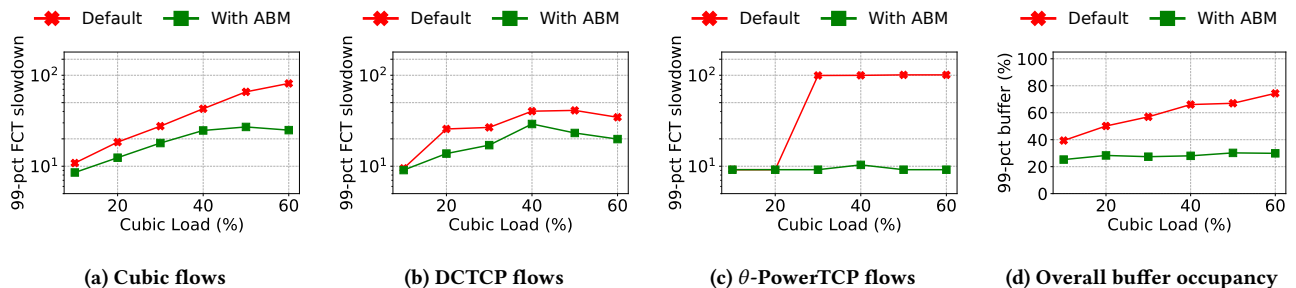 Default With ABM
99-pct FCT slowdown
10²
10¹
20 40 60
Cubic Load (%)
(a) Cubic flows
Default With ABM
99-pct FCT slowdown
10²
10¹
20 40 60
Cubic Load (%)
(b) DCTCP flows
Default With ABM
99-pct FCT slowdown
10²
10¹
20 40 60
Cubic Load (%)
(c) θ-PowerTCP flows
Default With ABM
99-pct buffer (%)
100
80
60
40
20
0
20 40 60
Cubic Load (%)
(d) Overall buffer occupancy